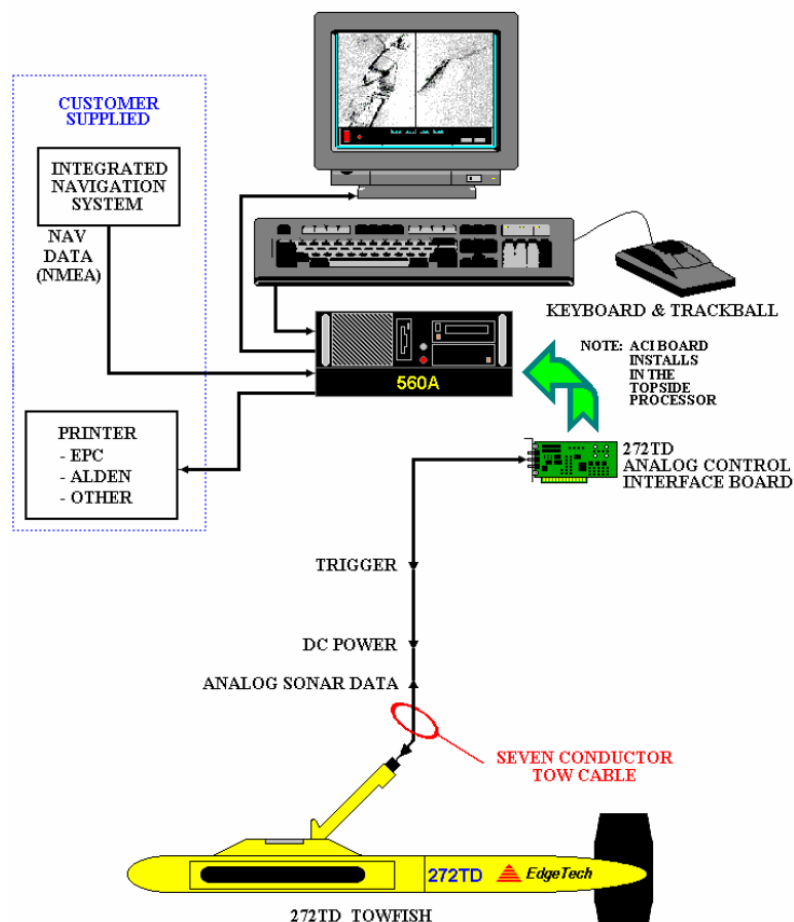 CUSTOMER
SUPPLIED
INTEGRATED
NAVIGATION
SYSTEM
NAV
DATA
(NMEA)
KEYBOARD & TRACKBALL
NOTE: ACI BOARD
INSTALLS
IN THE
TOPSIDE
PROCESSOR
560A
PRINTER
- EPC
- ALDEN
- OTHER
272TD
ANALOG CONTROL
INTERFACE BOARD
TRIGGER
DC POWER
ANALOG SONAR DATA
SEVEN CONDUCTOR
TOW CABLE
272TD EdgeTech
272TD TOWFISH